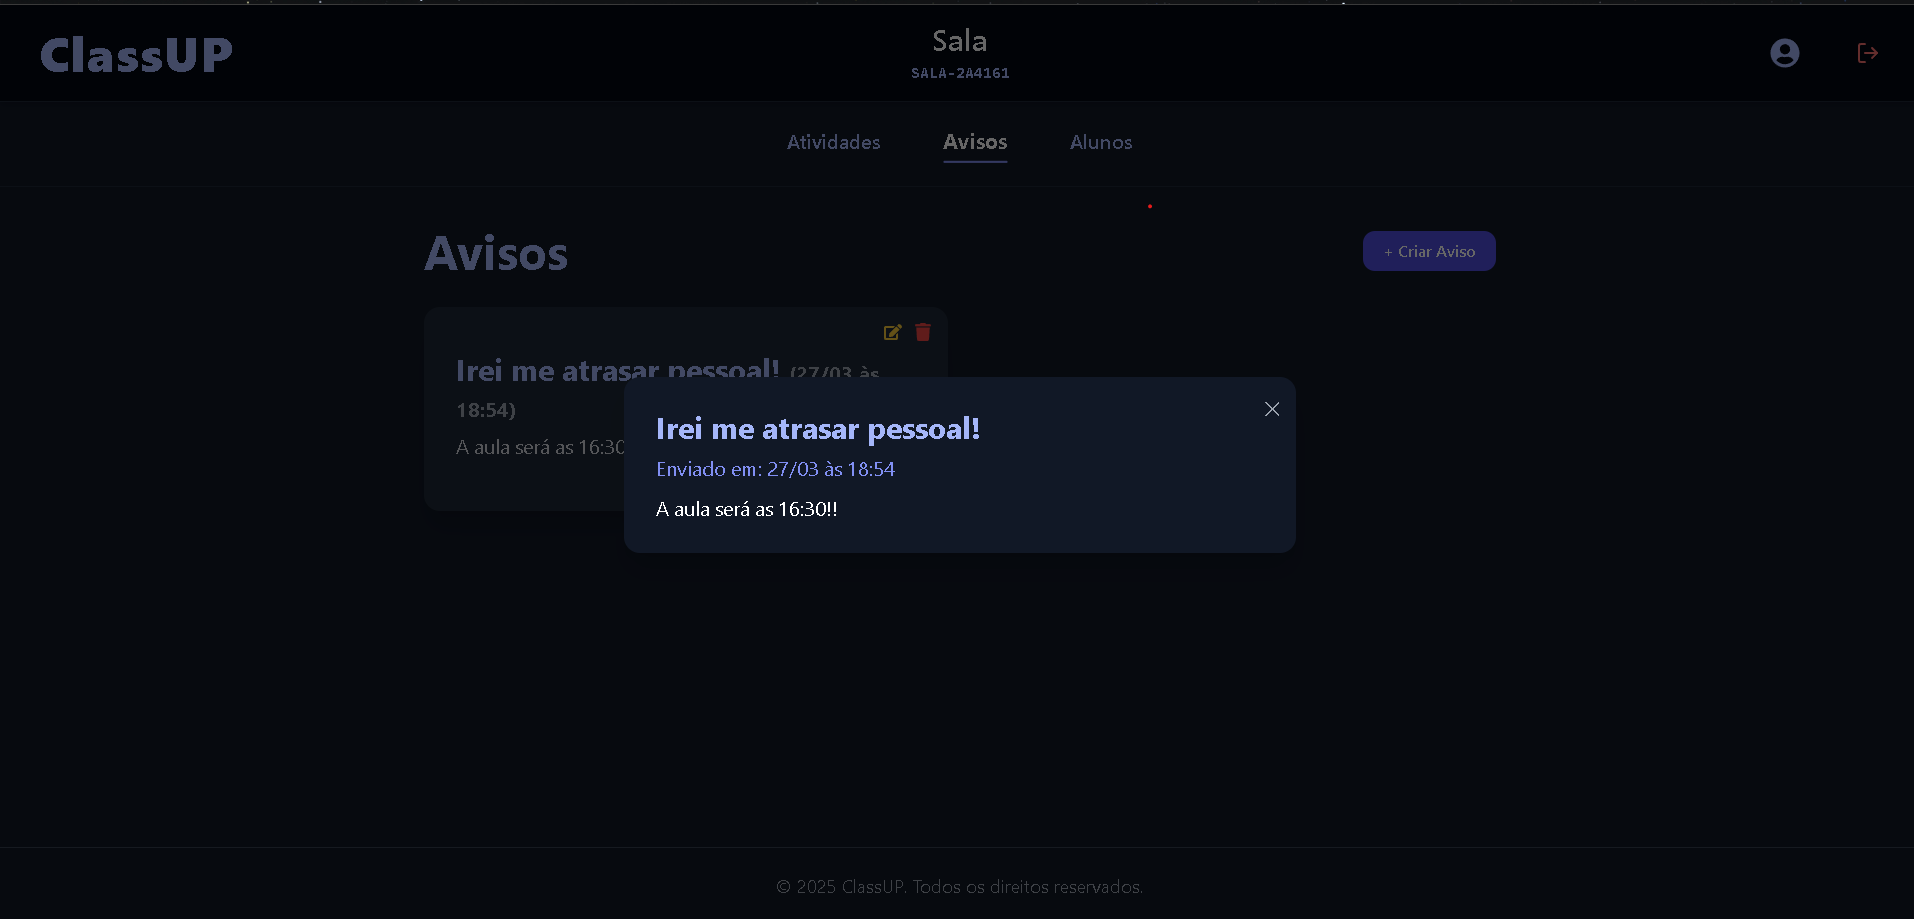 ClassUP
Sala
SALA-2A4161
Atividades
Avisos
Alunos
Avisos
+ Criar Aviso
Irei me atrasar pessoal! (27/03 às
18:54)
A aula será as 16:30
Irei me atrasar pessoal!
Enviado em: 27/03 às 18:54
A aula será as 16:30!!
© 2025 ClassUP. Todos os direitos reservados.